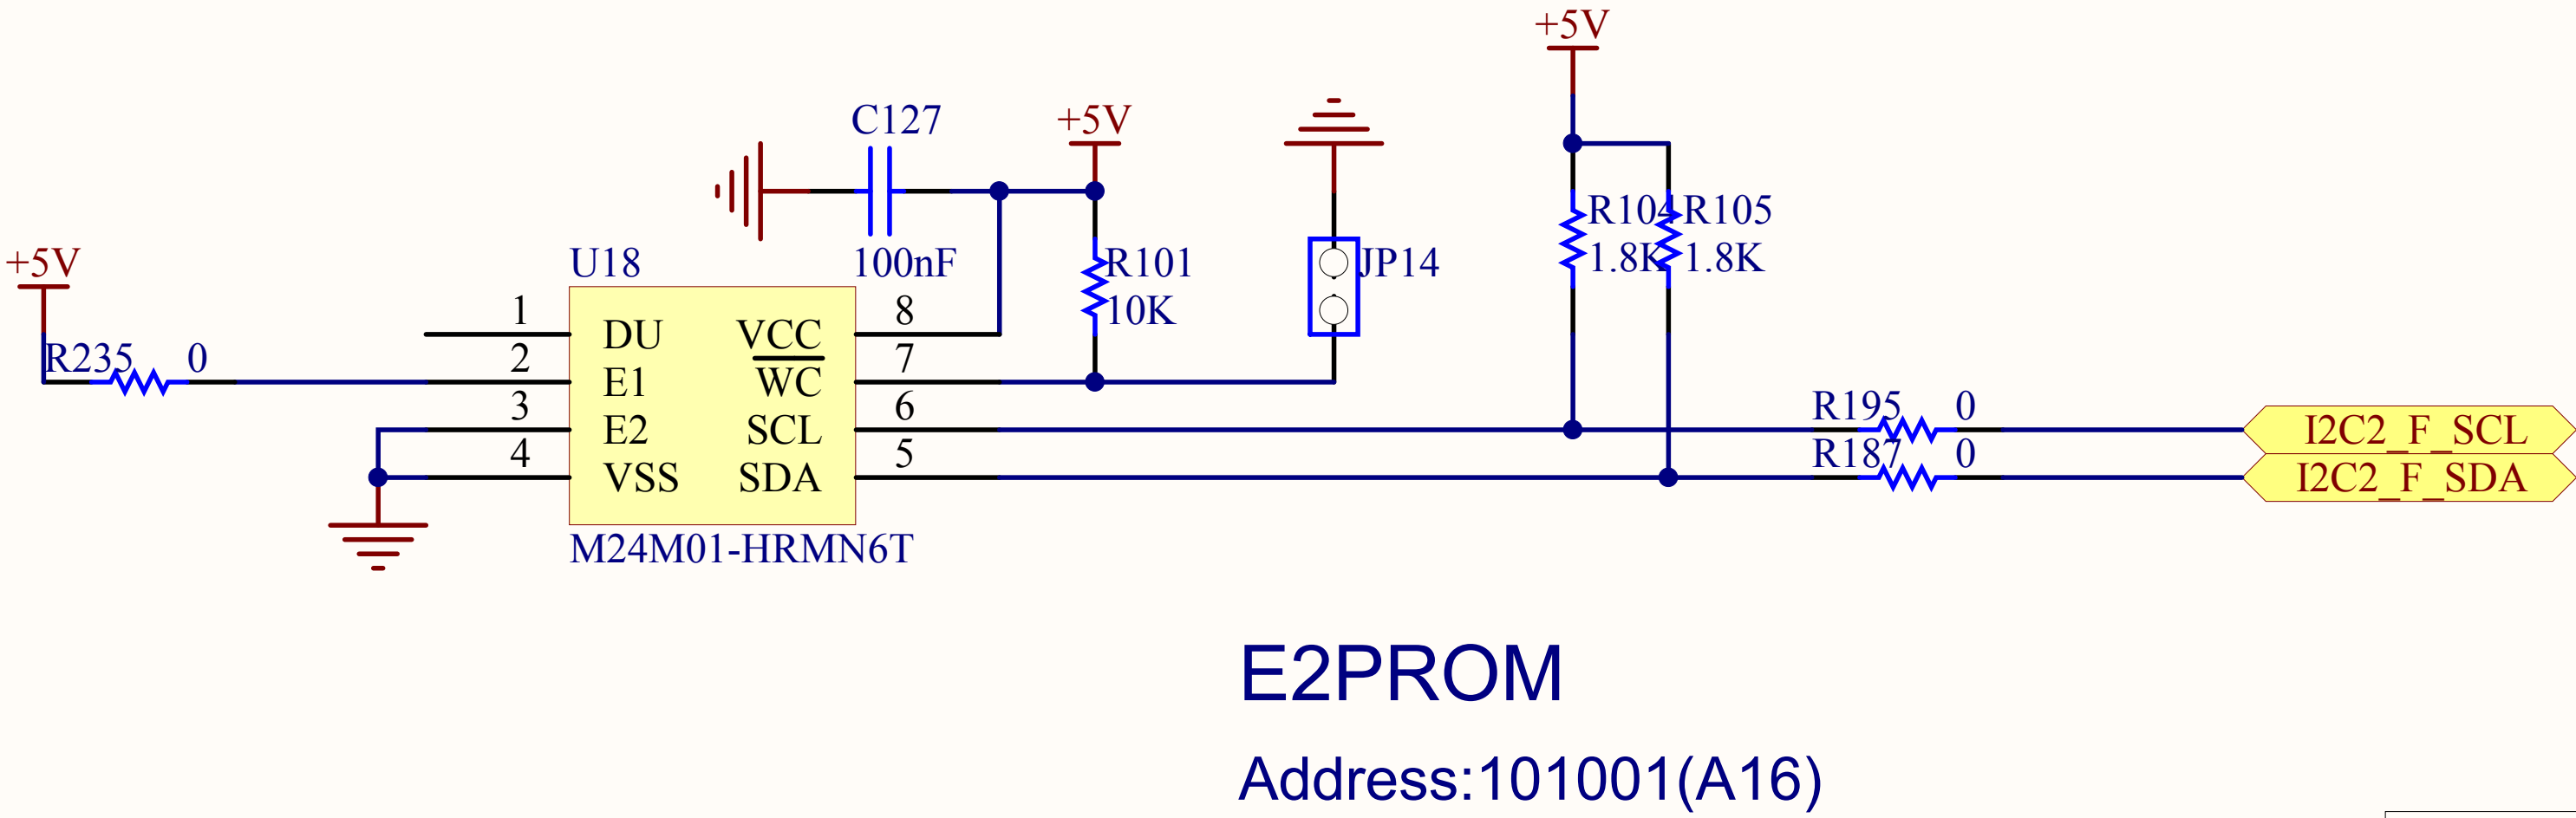 +5V
C127
+5V
+5V
U18
100nF
R101
10K
JP14
R104
1.8K
R105
1.8K
R235
0
1
DU
VCC
8
2
E1
WC
7
3
E2
SCL
6
4
VSS
SDA
5
M24M01-HRMN6T
R195
0
I2C2_F_SCL
R187
0
I2C2_F_SDA
E2PROM
Address:101001(A16)